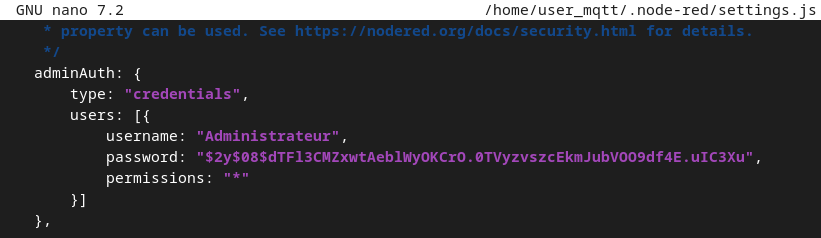 GNU nano 7.2 /home/user_mqtt/.node-red/settings.js
* property can be used. See https://nodered.org/docs/security.html for details.
*/
adminAuth: {
type: "credentials",
users: [{
username: "Administrateur",
password: "$2y$08$dTFl3CMZxwtAeblWyOKCrO.0TVyzvszcEkmJubVOO9df4E.uIC3Xu",
permissions: "*"
}]
},